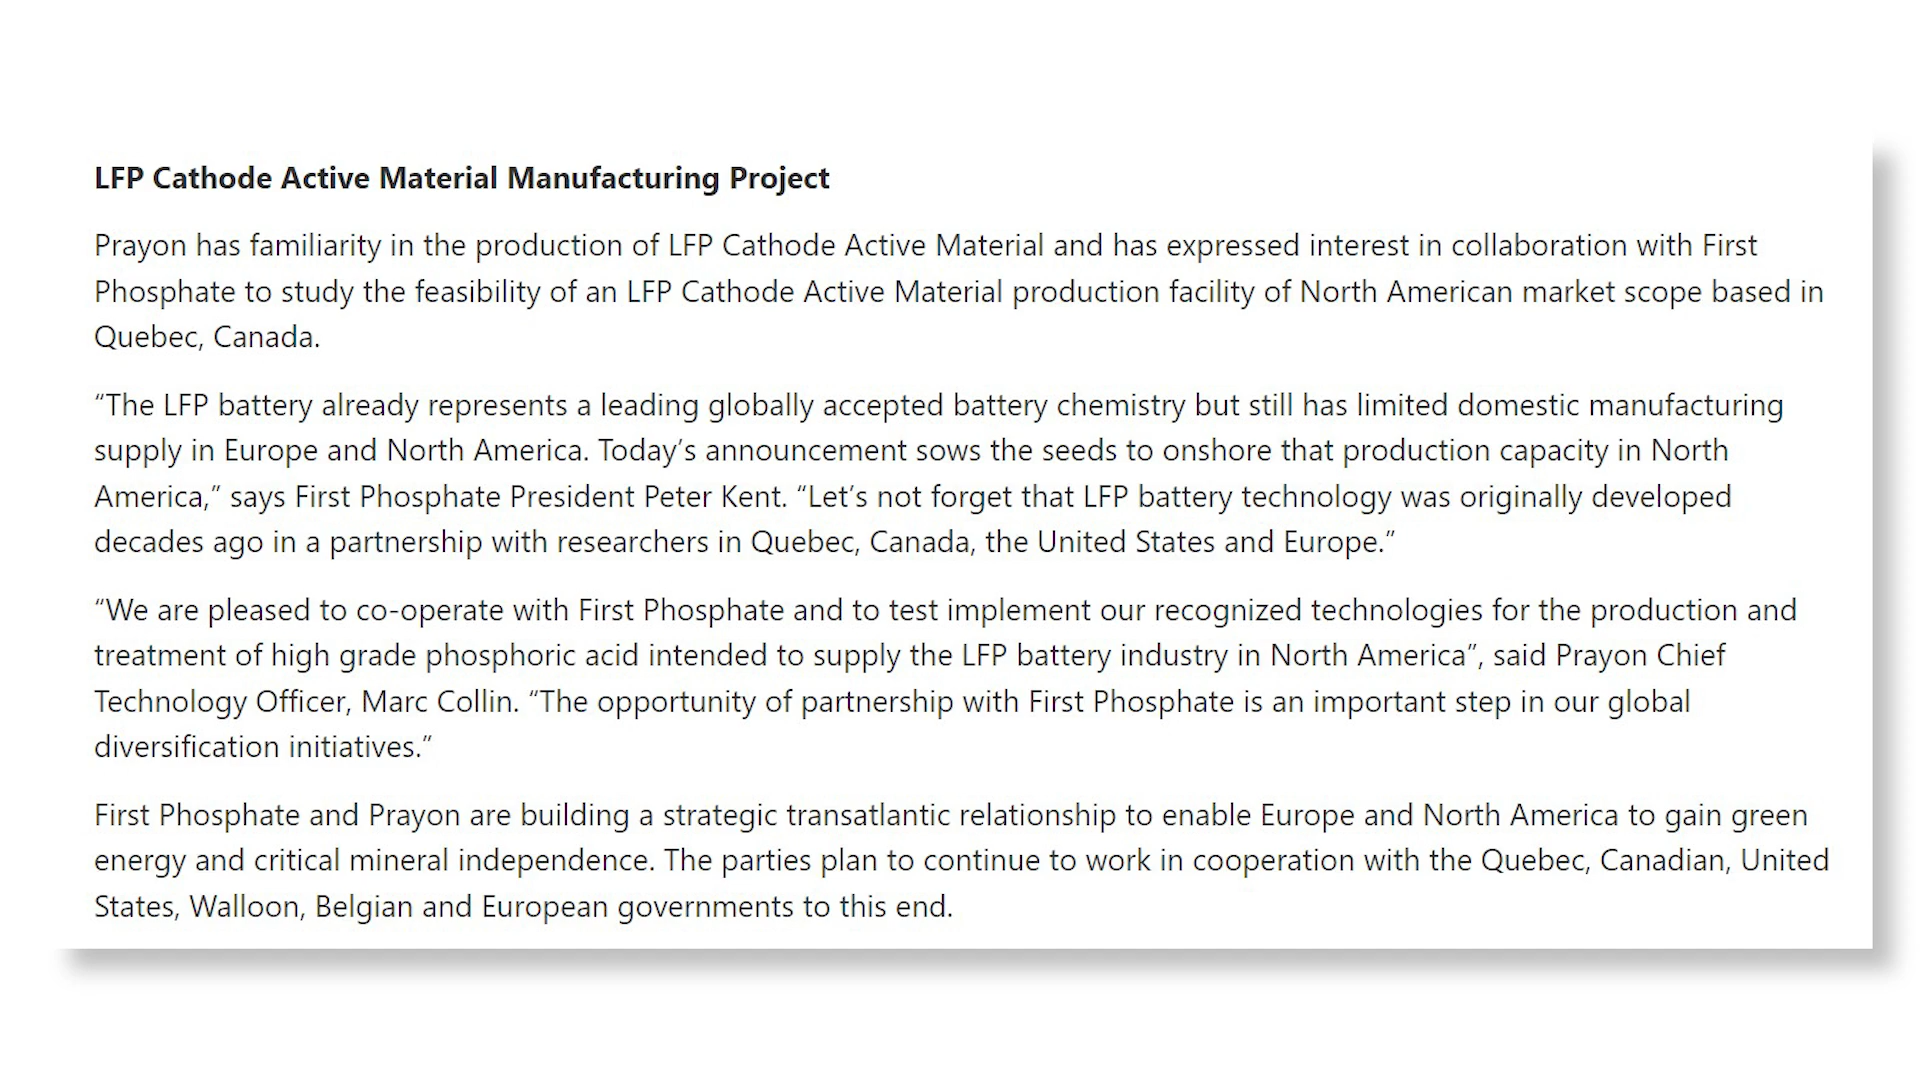 LFP Cathode Active Material Manufacturing Project
Prayon has familiarity in the production of LFP Cathode Active Material and has expressed interest in collaboration with First
Phosphate to study the feasibility of an LFP Cathode Active Material production facility of North American market scope based in
Quebec, Canada.
“The LFP battery already represents a leading globally accepted battery chemistry but still has limited domestic manufacturing
supply in Europe and North America. Today’s announcement sows the seeds to onshore that production capacity in North
America,” says First Phosphate President Peter Kent. “Let’s not forget that LFP battery technology was originally developed
decades ago in a partnership with researchers in Quebec, Canada, the United States and Europe.”
“We are pleased to co-operate with First Phosphate and to test implement our recognized technologies for the production and
treatment of high grade phosphoric acid intended to supply the LFP battery industry in North America”, said Prayon Chief
Technology Officer, Marc Collin. “The opportunity of partnership with First Phosphate is an important step in our global
diversification initiatives.”
First Phosphate and Prayon are building a strategic transatlantic relationship to enable Europe and North America to gain green
energy and critical mineral independence. The parties plan to continue to work in cooperation with the Quebec, Canadian, United
States, Walloon, Belgian and European governments to this end.